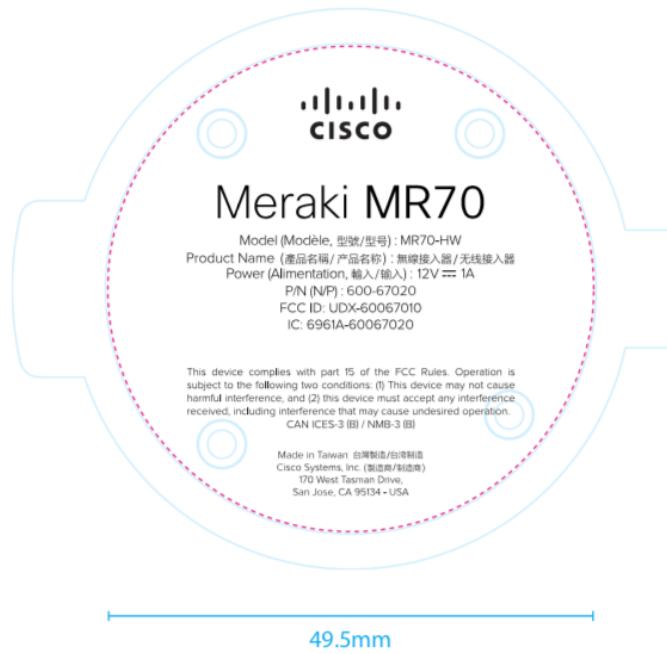 CISCO
Meraki MR70
Model (Modèle, 型號/型号) : MR70-HW
Product Name (產品名稱/ 产品名称) : 無線接入器/无线接入器
Power (Alimentation, 輸入/输入) : 12V ⎓ 1A
P/N (N/P) : 600-67020
FCC ID: UDX-60067010
IC: 6961A-60067020
This device complies with part 15 of the FCC Rules. Operation is
subject to the following two conditions: (1) This device may not cause
harmful interference, and (2) this device must accept any interference
received, including interference that may cause undesired operation.
CAN ICES-3 (B) / NMB-3 (B)
Made in Taiwan 台灣製造/台湾制造
Cisco Systems, Inc. (製造商/制造商)
170 West Tasman Drive,
San Jose, CA 95134 - USA
49.5mm